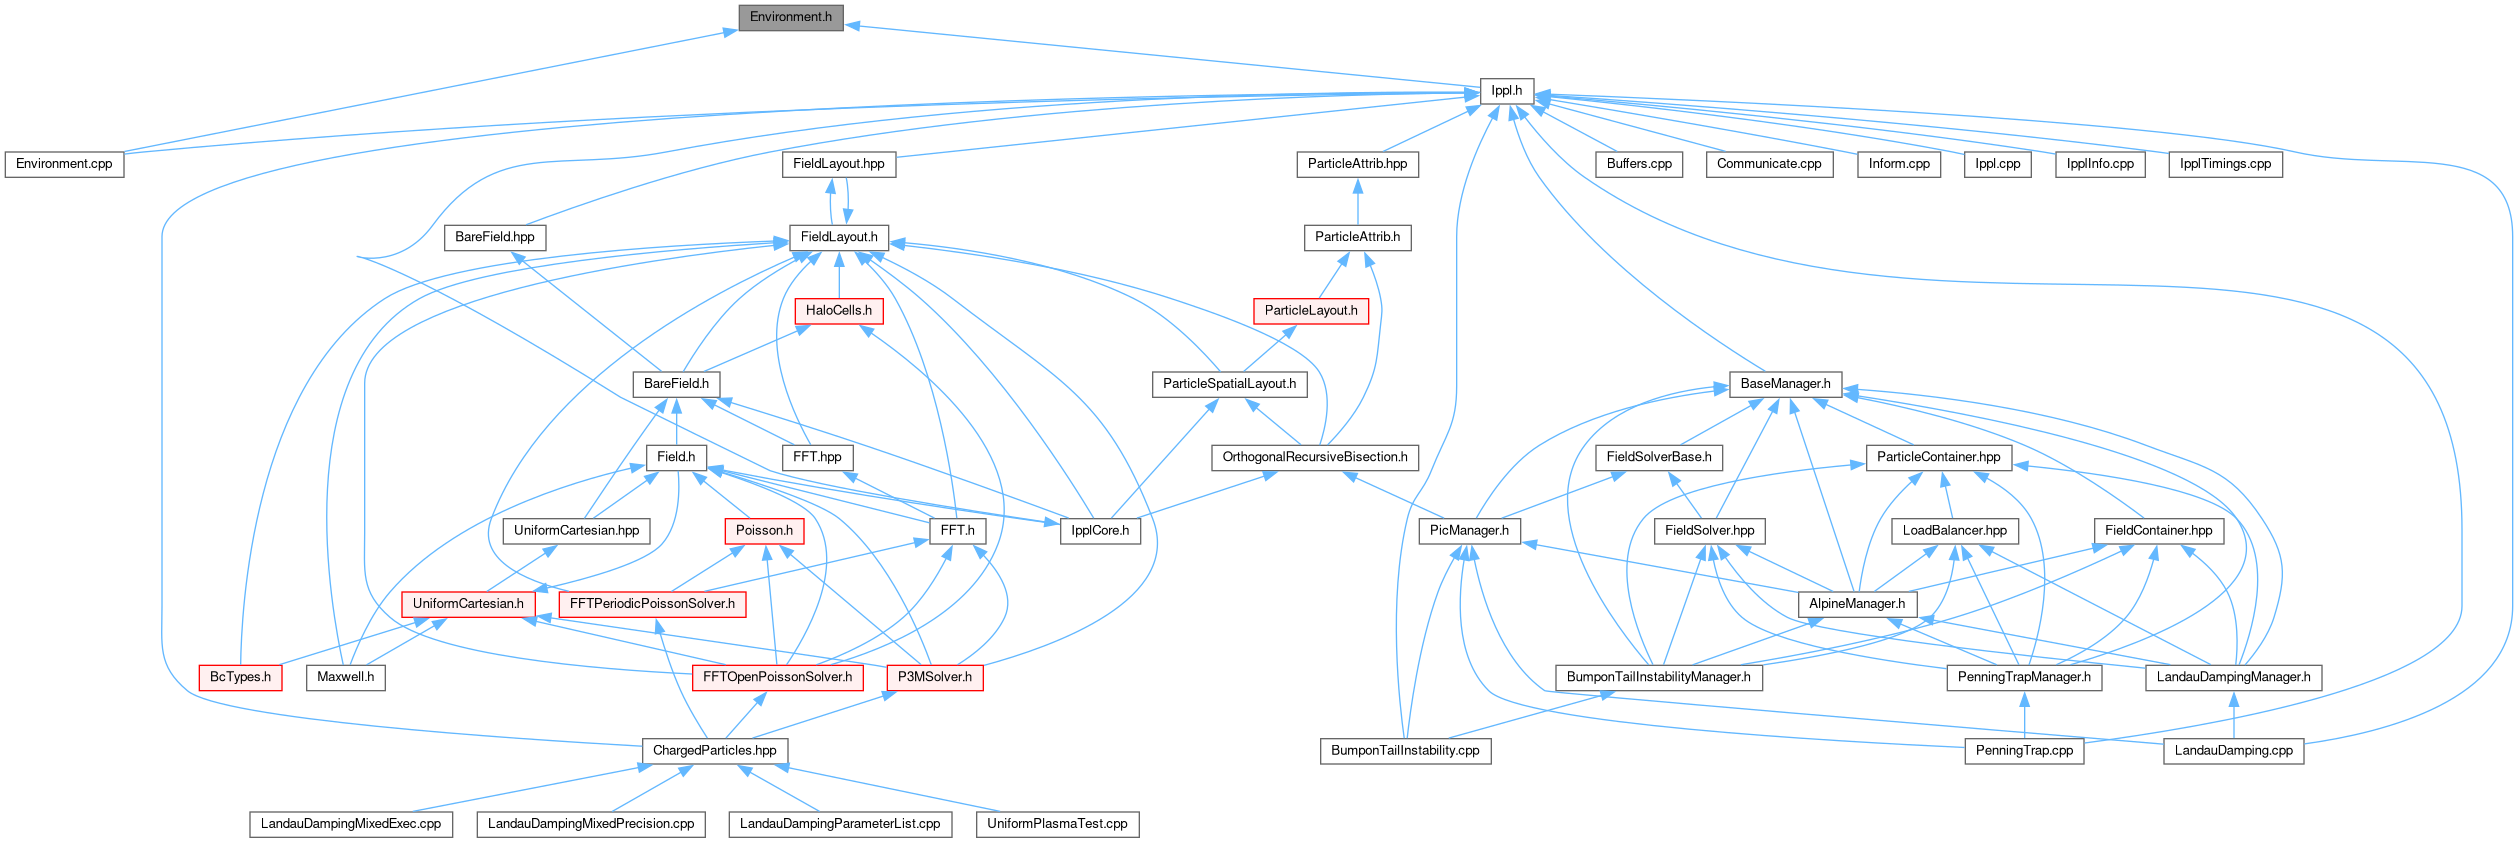 Environment.h
Ippl.h
Environment.cpp
FieldLayout.hpp
ParticleAttrib.hpp
Buffers.cpp
Communicate.cpp
Inform.cpp
Ippl.cpp
IpplInfo.cpp
IpplTimings.cpp
BareField.hpp
FieldLayout.h
ParticleAttrib.h
HaloCells.h
ParticleLayout.h
BareField.h
ParticleSpatialLayout.h
BaseManager.h
Field.h
FFT.hpp
OrthogonalRecursiveBisection.h
FieldSolverBase.h
ParticleContainer.hpp
UniformCartesian.hpp
Poisson.h
FFT.h
IpplCore.h
PicManager.h
FieldSolver.hpp
LoadBalancer.hpp
FieldContainer.hpp
UniformCartesian.h
FFTPeriodicPoissonSolver.h
AlpineManager.h
BcTypes.h
Maxwell.h
FFTOpenPoissonSolver.h
P3MSolver.h
BumponTailInstabilityManager.h
PenningTrapManager.h
LandauDampingManager.h
ChargedParticles.hpp
BumponTailInstability.cpp
PenningTrap.cpp
LandauDamping.cpp
LandauDampingMixedExec.cpp
LandauDampingMixedPrecision.cpp
LandauDampingParameterList.cpp
UniformPlasmaTest.cpp